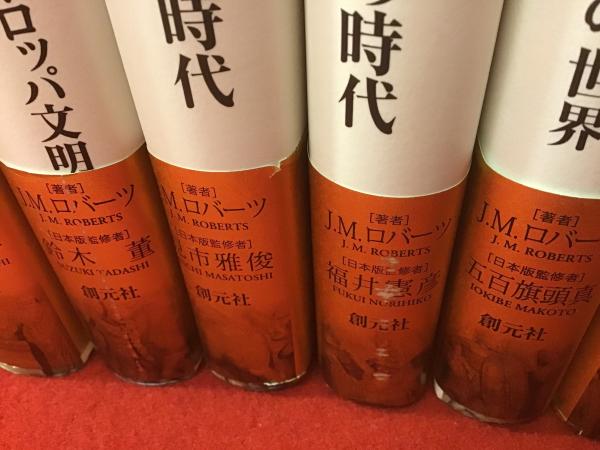 ロッパ文明
[著者]
J.M.ロバーツ
J.M. ROBERTS
[日本版監修者]
鈴木 董
SUZUKI TADASHI
創元社
時代
[著者]
J.M.ロバーツ
J.M. ROBERTS
[日本版監修者]
市雅俊
MASATOSHI
創元社
時代
[著者]
J.M.ロバーツ
J.M. ROBERTS
[日本版監修者]
福井憲彦
FUKUI NORIHIKO
創元社
の世界
[著者]
J.M.ロバーツ
J.M. ROBERTS
[日本版監修者]
五百旗頭真
IOKIBE MAKOTO
創元社